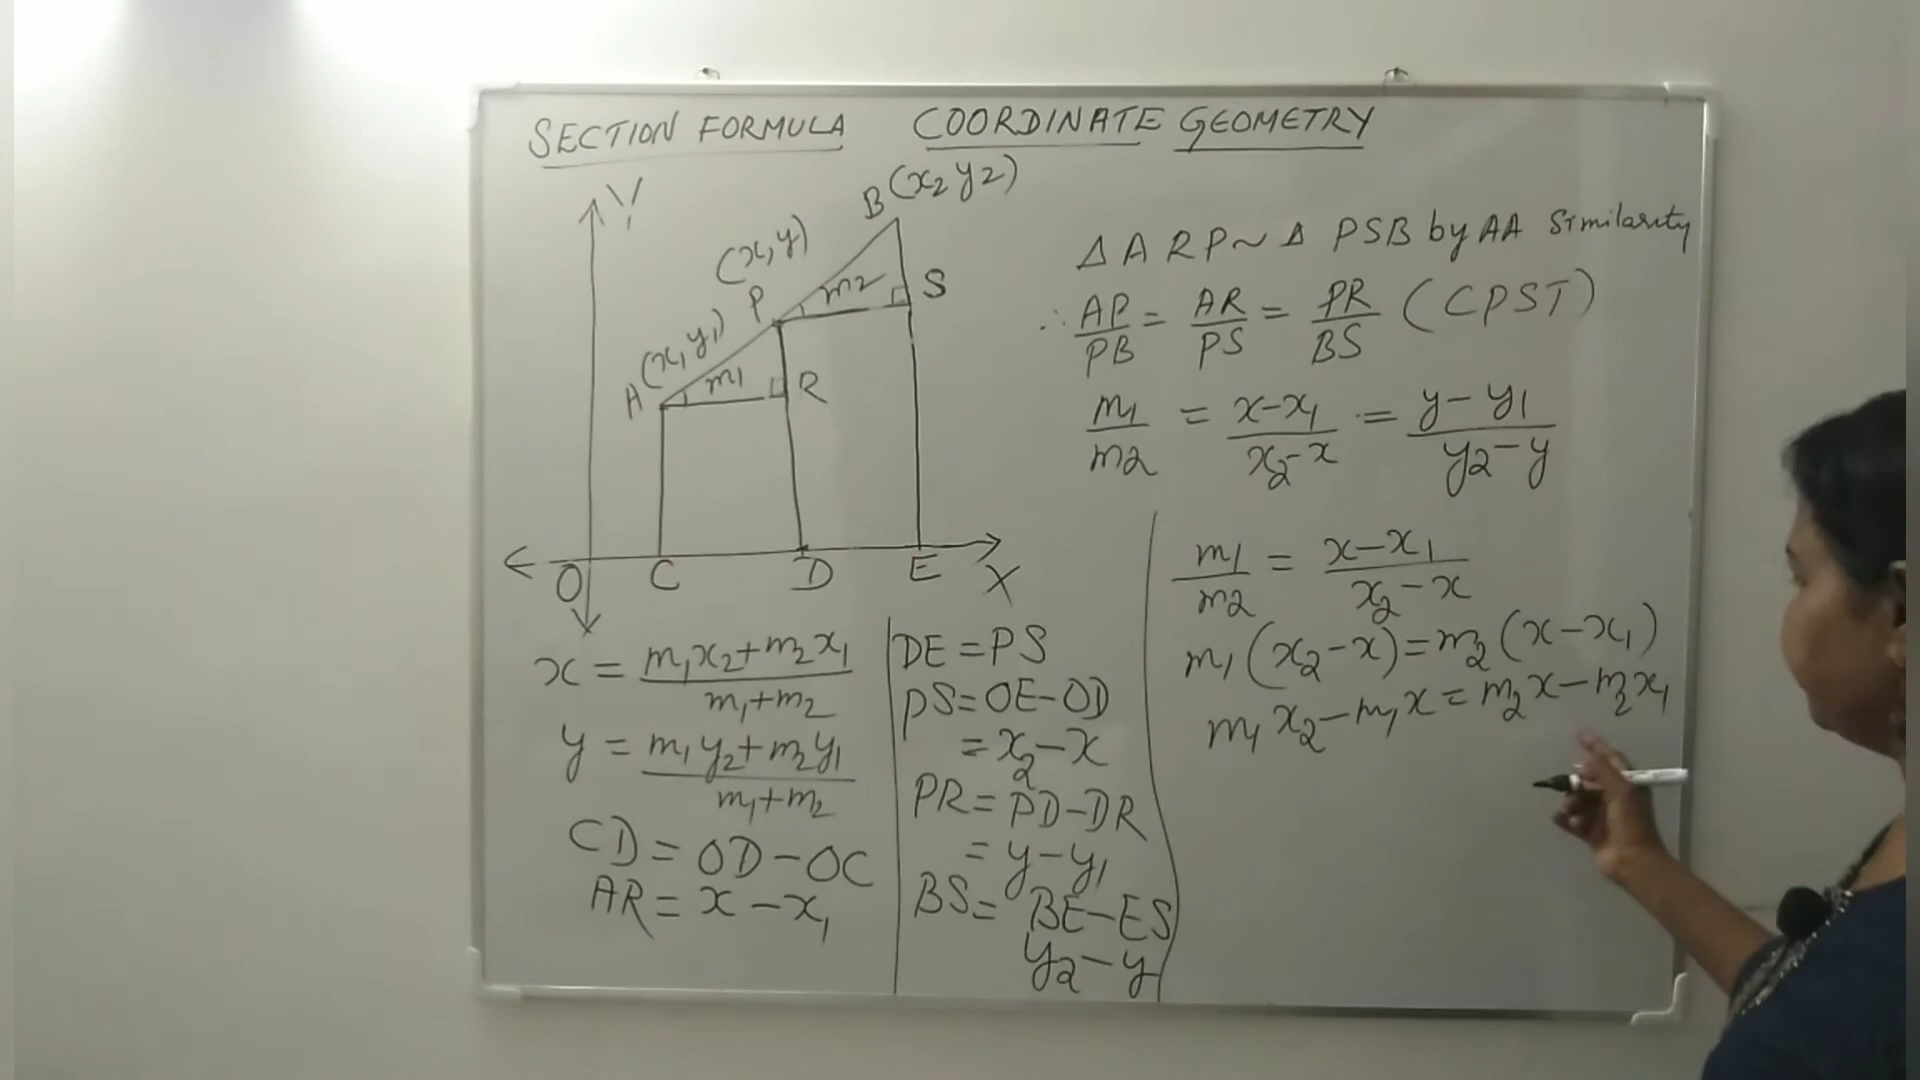 SECTION FORMULA COORDINATE GEOMETRY
Y
B (x2 y2)
(x, y)
P
m2
S
(x1 y1)
A
m1
R
O C D E X
x = m1x2+m2x1 / m1+m2
y = m1y2+m2y1 / m1+m2
CD = OD-OC
AR = x - x1
DE = PS
PS = OE-OD
= x2-x
PR = PD-DR
= y-y1
BS = BE-ES
y2-y
Δ ARP ~ Δ PSB by AA Similarity
∴ AP/PB = AR/PS = PR/BS (CPST)
m1/m2 = x-x1/x2-x = y-y1/y2-y
m1/m2 = x-x1/x2-x
m1(x2-x)=m2(x-x1)
m1x2-m1x=m2x-m2x1